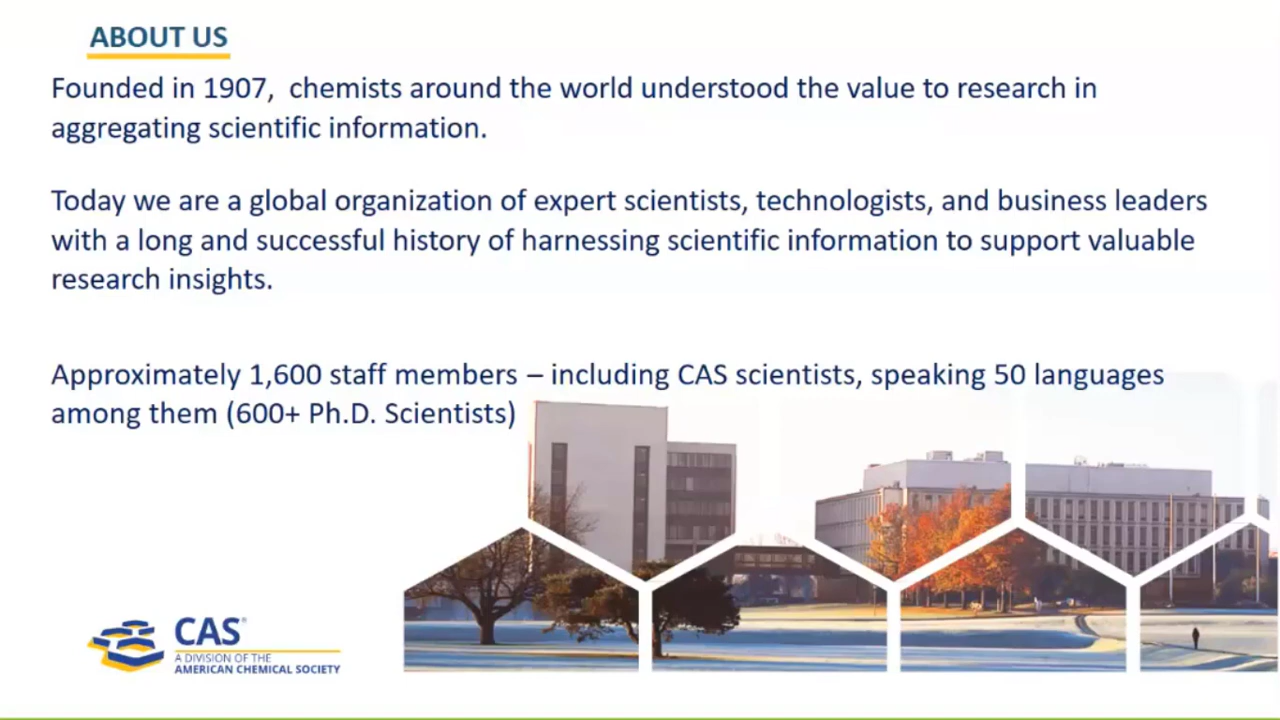 ABOUT US
Founded in 1907,  chemists around the world understood the value to research in
aggregating scientific information.
Today we are a global organization of expert scientists, technologists, and business leaders
with a long and successful history of harnessing scientific information to support valuable
research insights.
Approximately 1,600 staff members – including CAS scientists, speaking 50 languages
among them (600+ Ph.D. Scientists)
CAS®
A DIVISION OF THE
AMERICAN CHEMICAL SOCIETY